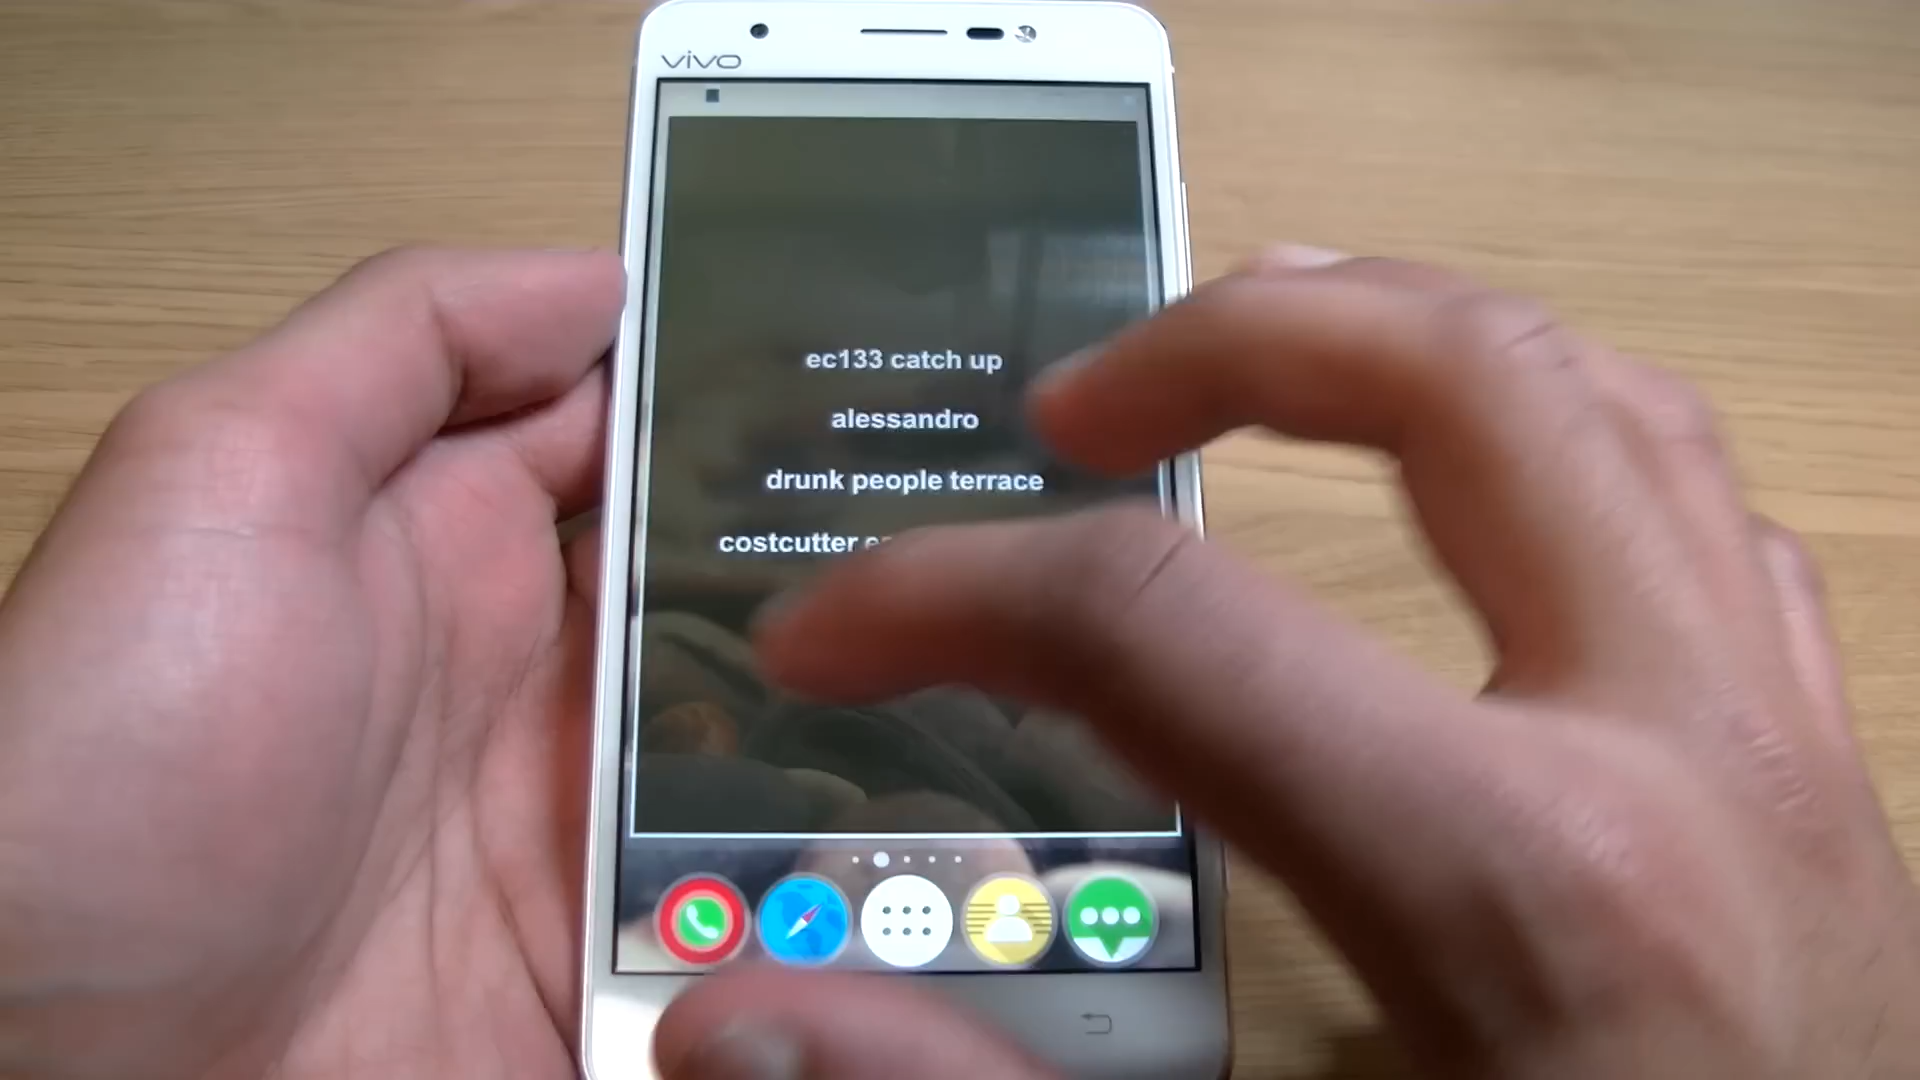 vivo
ec133 catch up
alessandro
drunk people terrace
costcutter